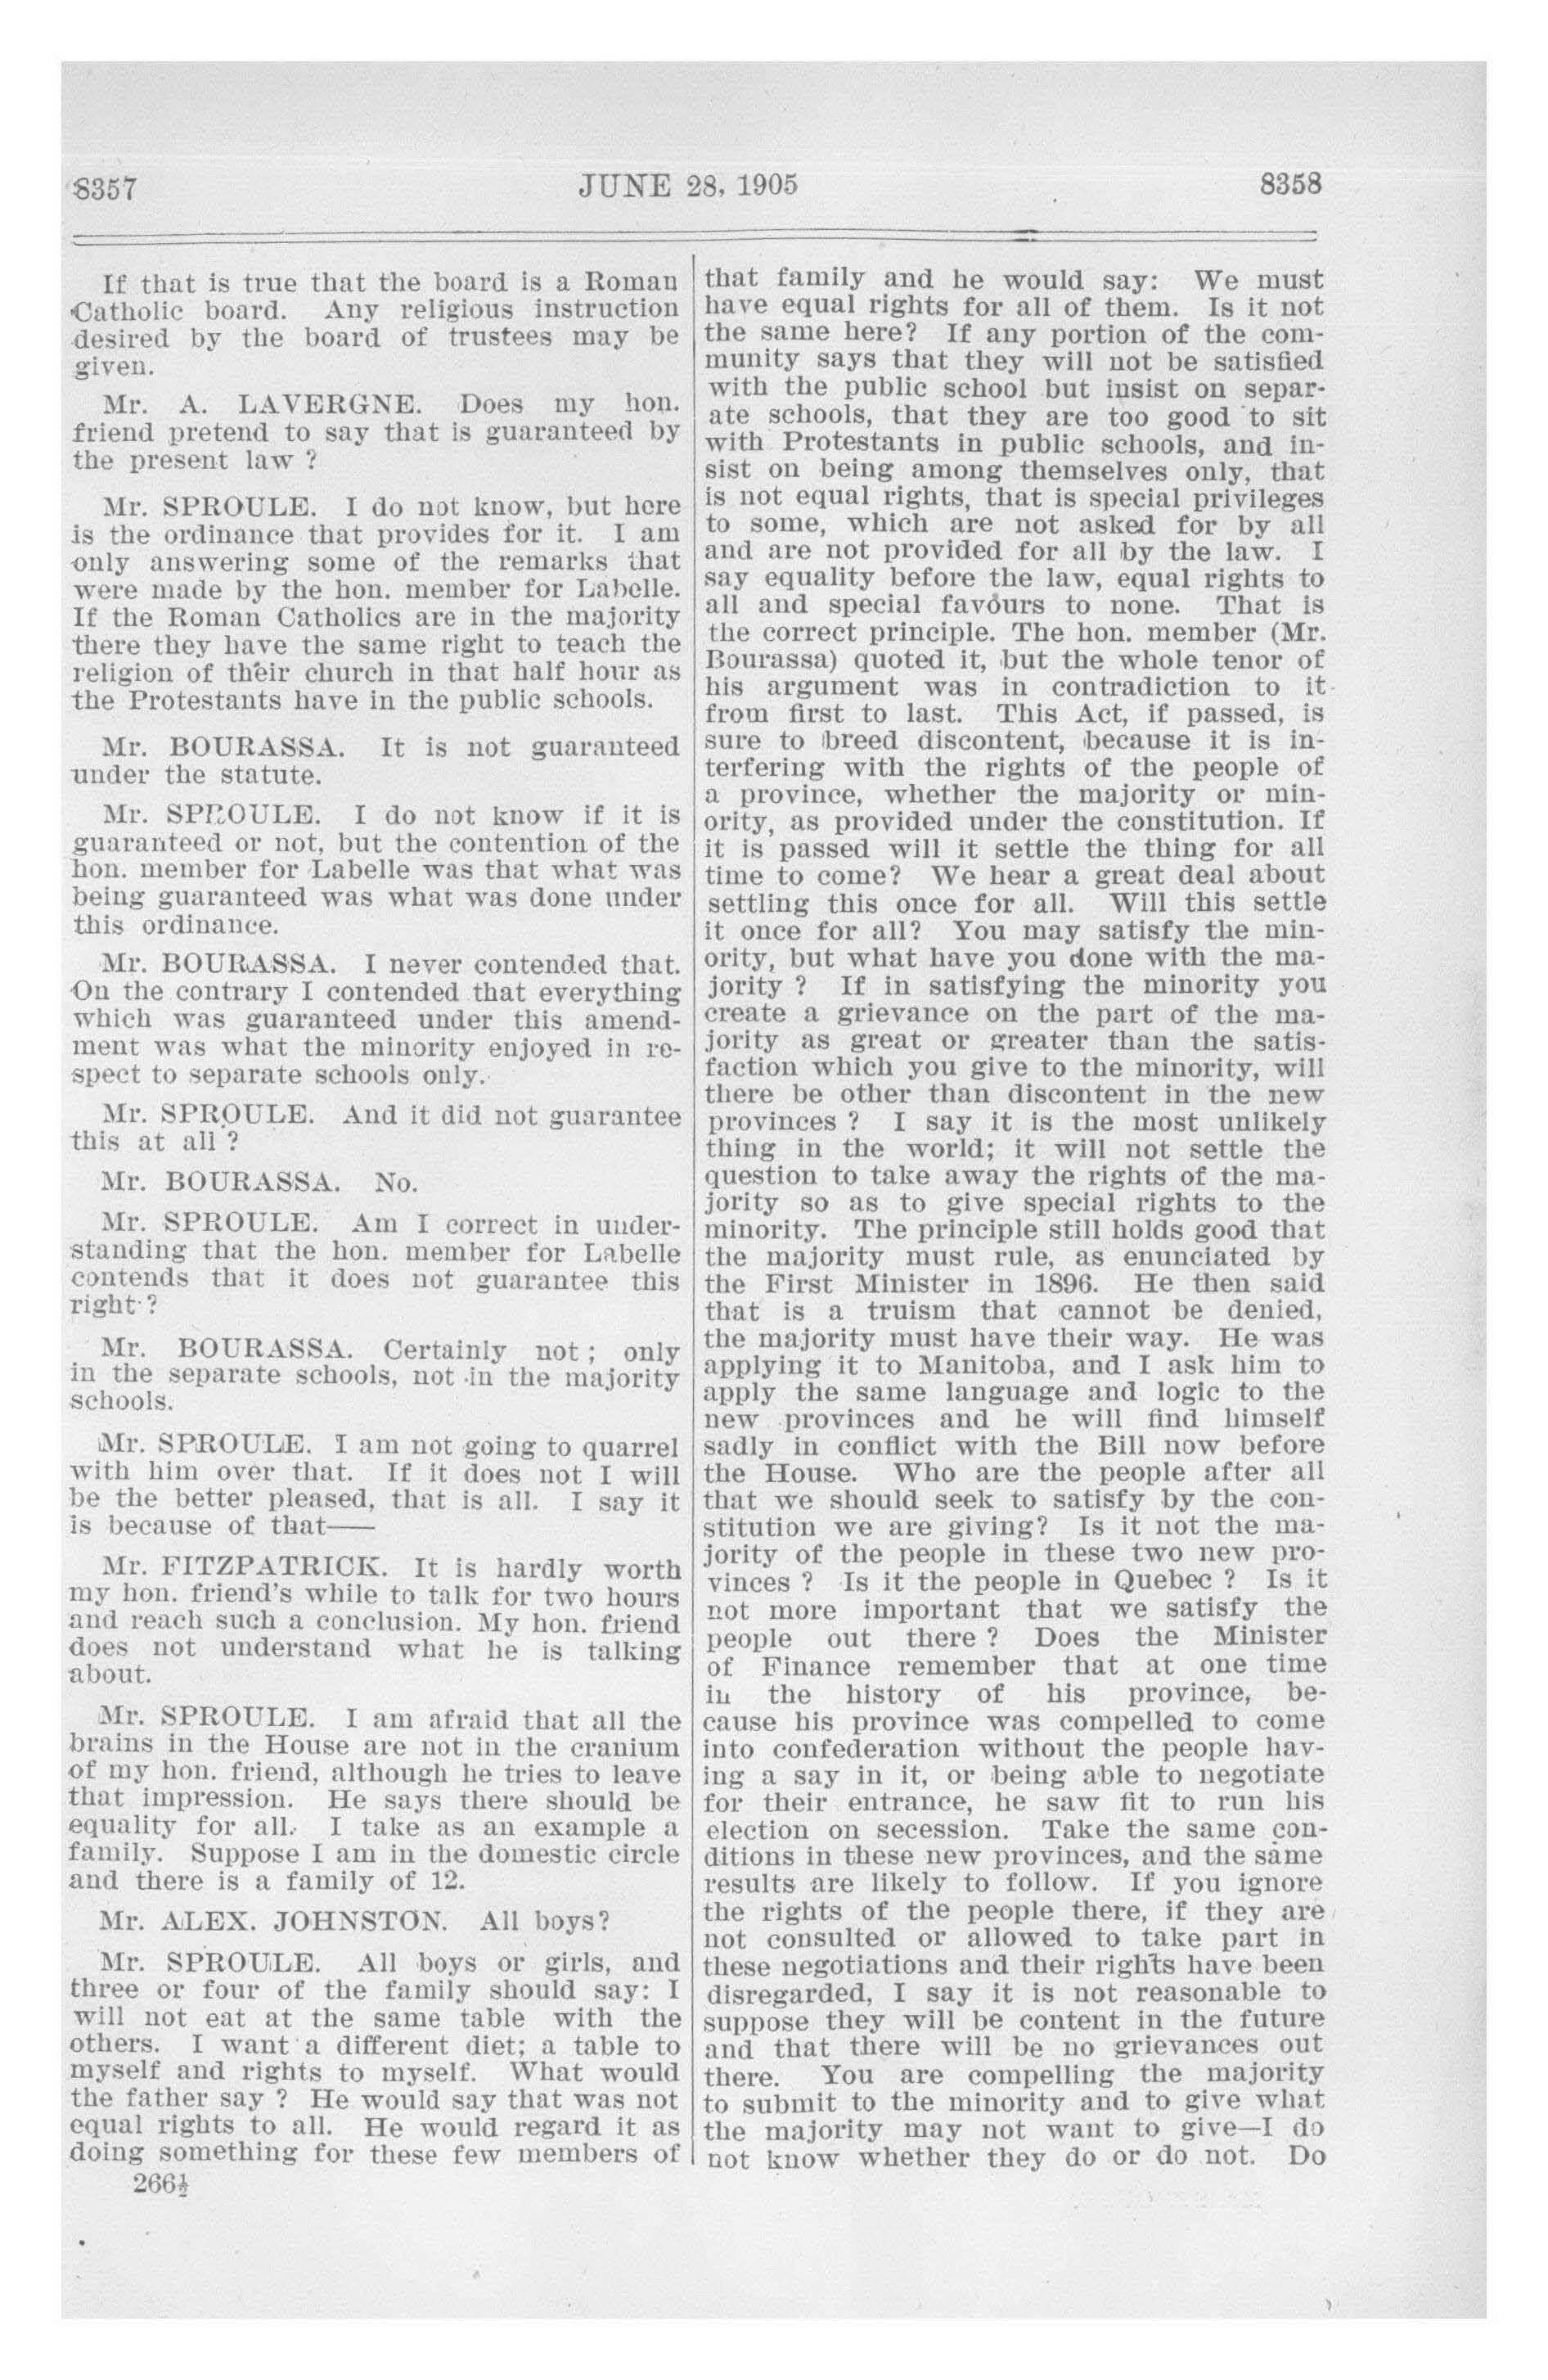 8357
JUNE 28, 1905
8358
If that is true that the board is a Roman
Catholic board. Any religious instruction
desired by the board of trustees may be
given.
Mr. A. LAVERGNE. Does my hon.
friend pretend to say that is guaranteed by
the present law ?
Mr. SPROULE. I do not know, but here
is the ordinance that provides for it. I am
only answering some of the remarks that
were made by the hon. member for Labelle.
If the Roman Catholics are in the majority
there they have the same right to teach the
religion of their church in that half hour as
the Protestants have in the public schools.
Mr. BOURASSA. It is not guaranteed
under the statute.
Mr. SPROULE. I do not know if it is
guaranteed or not, but the contention of the
hon. member for Labelle was that what was
being guaranteed was what was done under
this ordinance.
Mr. BOURASSA. I never contended that.
On the contrary I contended that everything
which was guaranteed under this amend-
ment was what the minority enjoyed in re-
spect to separate schools only.
Mr. SPROULE. And it did not guarantee
this at all ?
Mr. BOURASSA. No.
Mr. SPROULE. Am I correct in under-
standing that the hon. member for Labelle
contends that it does not guarantee this
right ?
Mr. BOURASSA. Certainly not ; only
in the separate schools, not in the majority
schools.
Mr. SPROULE. I am not going to quarrel
with him over that. If it does not I will
be the better pleased, that is all. I say it
is because of that——
Mr. FITZPATRICK. It is hardly worth
my hon. friend's while to talk for two hours
and reach such a conclusion. My hon. friend
does not understand what he is talking
about.
Mr. SPROULE. I am afraid that all the
brains in the House are not in the cranium
of my hon. friend, although he tries to leave
that impression. He says there should be
equality for all. I take as an example a
family. Suppose I am in the domestic circle
and there is a family of 12.
Mr. ALEX. JOHNSTON. All boys?
Mr. SPROULE. All boys or girls, and
three or four of the family should say: I
will not eat at the same table with the
others. I want a different diet; a table to
myself and rights to myself. What would
the father say ? He would say that was not
equal rights to all. He would regard it as
doing something for these few members of
266½
that family and he would say: We must
have equal rights for all of them. Is it not
the same here? If any portion of the com-
munity says that they will not be satisfied
with the public school but insist on separ-
ate schools, that they are too good to sit
with Protestants in public schools, and in-
sist on being among themselves only, that
is not equal rights, that is special privileges
to some, which are not asked for by all
and are not provided for all by the law. I
say equality before the law, equal rights to
all and special favours to none. That is
the correct principle. The hon. member (Mr.
Bourassa) quoted it, but the whole tenor of
his argument was in contradiction to it
from first to last. This Act, if passed, is
sure to breed discontent, because it is in-
terfering with the rights of the people of
a province, whether the majority or min-
ority, as provided under the constitution. If
it is passed will it settle the thing for all
time to come? We hear a great deal about
settling this once for all. Will this settle
it once for all? You may satisfy the min-
ority, but what have you done with the ma-
jority ? If in satisfying the minority you
create a grievance on the part of the ma-
jority as great or greater than the satis-
faction which you give to the minority, will
there be other than discontent in the new
provinces ? I say it is the most unlikely
thing in the world; it will not settle the
question to take away the rights of the ma-
jority so as to give special rights to the
minority. The principle still holds good that
the majority must rule, as enunciated by
the First Minister in 1896. He then said
that is a truism that cannot be denied,
the majority must have their way. He was
applying it to Manitoba, and I ask him to
apply the same language and logic to the
new provinces and he will find himself
sadly in conflict with the Bill now before
the House. Who are the people after all
that we should seek to satisfy by the con-
stitution we are giving? Is it not the ma-
jority of the people in these two new pro-
vinces ? Is it the people in Quebec ? Is it
not more important that we satisfy the
people out there ? Does the Minister
of Finance remember that at one time
in the history of his province, be-
cause his province was compelled to come
into confederation without the people hav-
ing a say in it, or being able to negotiate
for their entrance, he saw fit to run his
election on secession. Take the same con-
ditions in these new provinces, and the same
results are likely to follow. If you ignore
the rights of the people there, if they are
not consulted or allowed to take part in
these negotiations and their rights have been
disregarded, I say it is not reasonable to
suppose they will be content in the future
and that there will be no grievances out
there. You are compelling the majority
to submit to the minority and to give what
the majority may not want to give—I do
not know whether they do or do not. Do